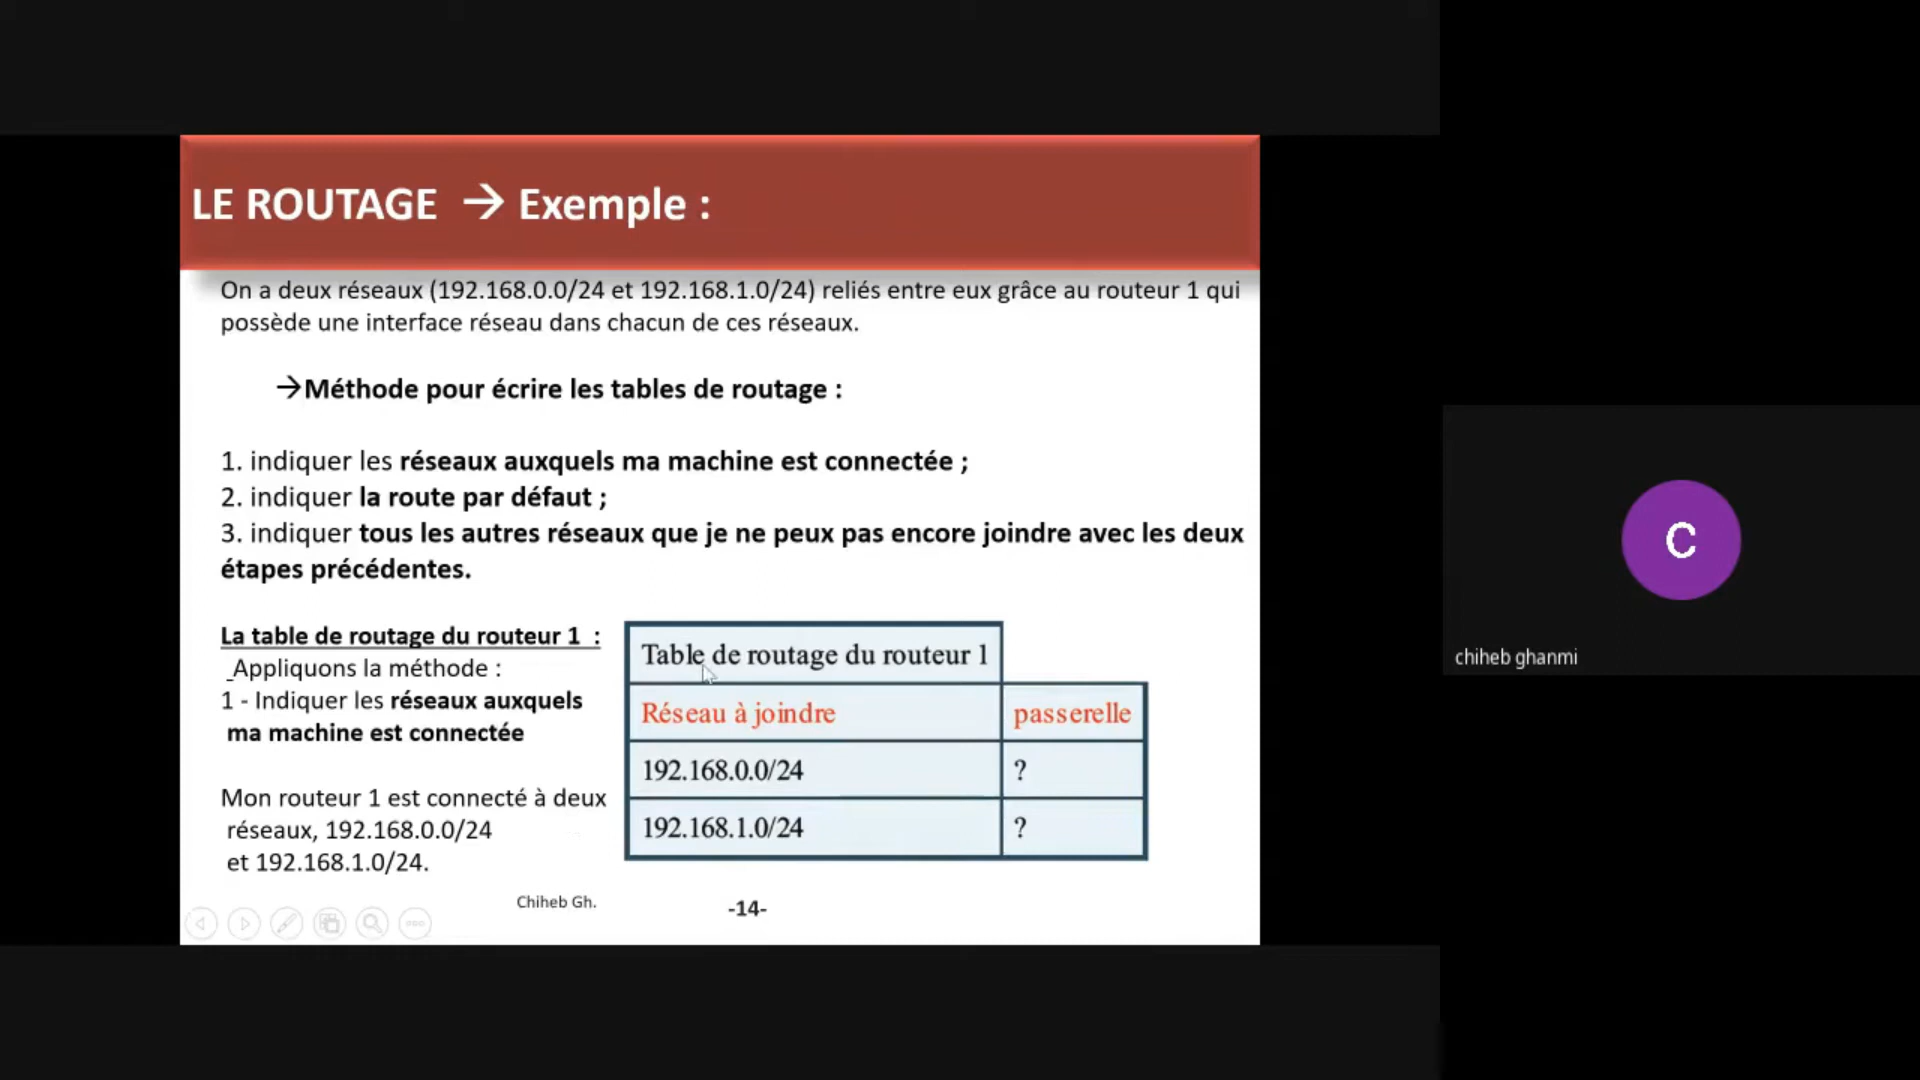 LE ROUTAGE → Exemple :
On a deux réseaux (192.168.0.0/24 et 192.168.1.0/24) reliés entre eux grâce au routeur 1 qui
possède une interface réseau dans chacun de ces réseaux.
→Méthode pour écrire les tables de routage :
1. indiquer les réseaux auxquels ma machine est connectée ;
2. indiquer la route par défaut ;
3. indiquer tous les autres réseaux que je ne peux pas encore joindre avec les deux
étapes précédentes.
La table de routage du routeur 1 :
Appliquons la méthode :
1 - Indiquer les réseaux auxquels
ma machine est connectée
Mon routeur 1 est connecté à deux
réseaux, 192.168.0.0/24
et 192.168.1.0/24.
Table de routage du routeur 1
Réseau à joindre passerelle
192.168.0.0/24 ?
192.168.1.0/24 ?
Chiheb Gh.
-14-
C
chiheb ghanmi